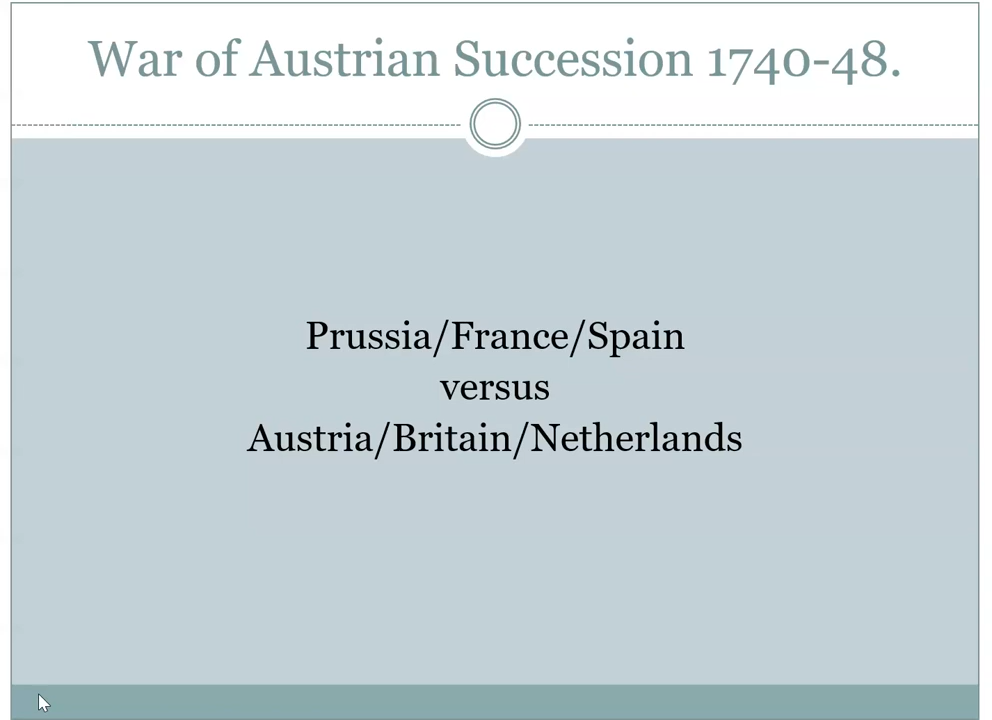 War of Austrian Succession 1740-48.
Prussia/France/Spain
versus
Austria/Britain/Netherlands